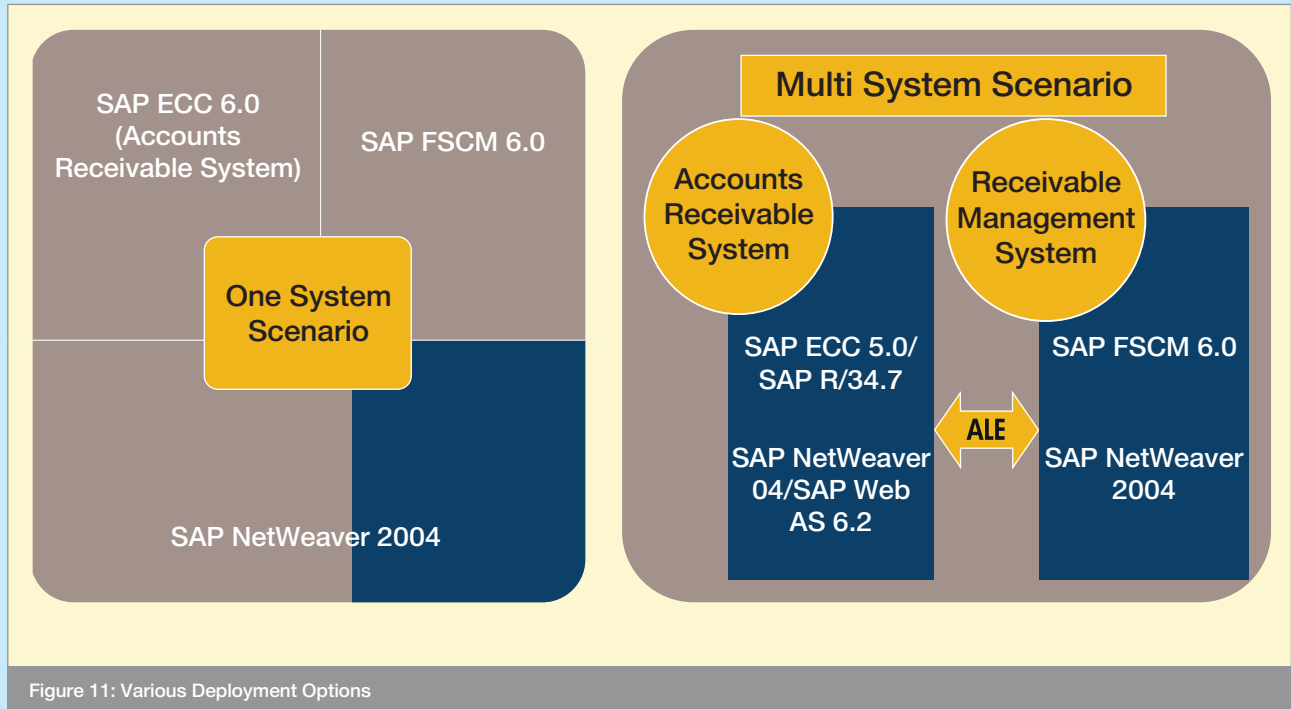 SAP ECC 6.0
(Accounts
Receivable System)
SAP FSCM 6.0
One System
Scenario
SAP NetWeaver 2004
Multi System Scenario
Accounts
Receivable
System
Receivable
Management
System
SAP ECC 5.0/
SAP R/34.7
SAP NetWeaver
04/SAP Web
AS 6.2
ALE
SAP FSCM 6.0
SAP NetWeaver
2004
Figure 11: Various Deployment Options